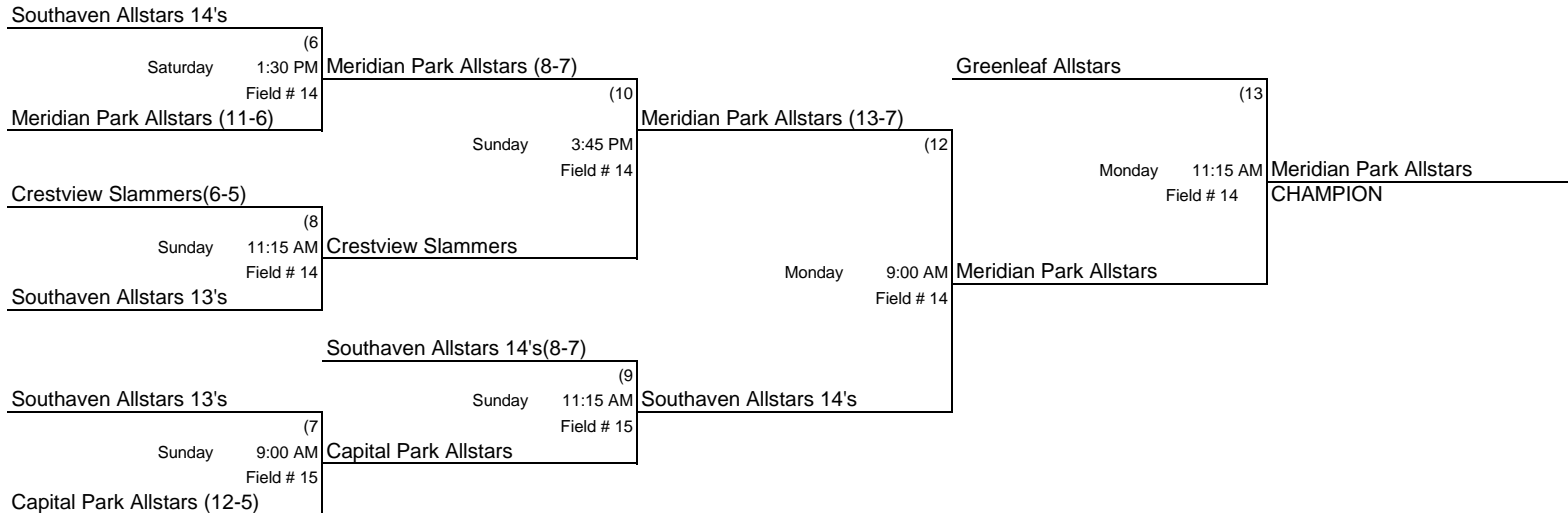 Southaven Allstars 14's
(6
Saturday 1:30 PM Meridian Park Allstars (8-7) Greenleaf Allstars
Field # 14 (10 (13
Meridian Park Allstars (11-6) Meridian Park Allstars (13-7)
Sunday 3:45 PM (12
Field # 14 Monday 11:15 AM Meridian Park Allstars
Crestview Slammers(6-5) Field # 14 CHAMPION
(8
Sunday 11:15 AM Crestview Slammers
Field # 14 Monday 9:00 AM Meridian Park Allstars
Southaven Allstars 13's Field # 14
Southaven Allstars 14's(8-7)
(9
Southaven Allstars 13's Sunday 11:15 AM Southaven Allstars 14's
(7 Field # 15
Sunday 9:00 AM Capital Park Allstars
Field # 15
Capital Park Allstars (12-5)